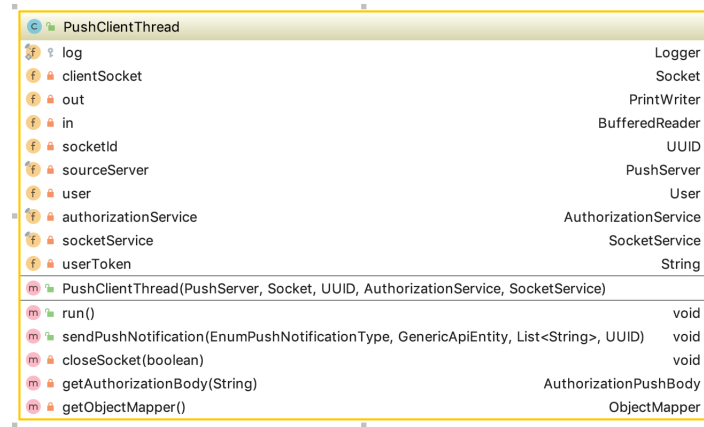 PushClientThread
log Logger
clientSocket Socket
out PrintWriter
in BufferedReader
socketId UUID
sourceServer PushServer
user User
authorizationService AuthorizationService
socketService SocketService
userToken String
PushClientThread(PushServer, Socket, UUID, AuthorizationService, SocketService)
run() void
sendPushNotification(EnumPushNotificationType, GenericApiEntity, List<String>, UUID) void
closeSocket(boolean) void
getAuthorizationBody(String) AuthorizationPushBody
getObjectMapper() ObjectMapper